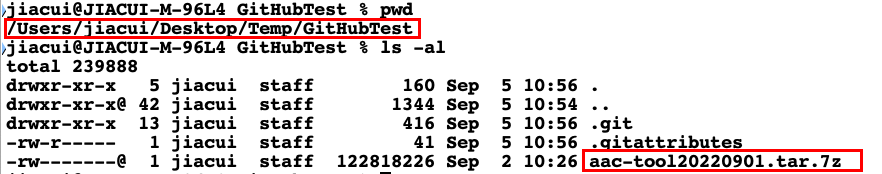 jiacui@JIACUI-M-96L4 GitHubTest % pwd
/Users/jiacui/Desktop/Temp/GitHubTest
jiacui@JIACUI-M-96L4 GitHubTest % ls -al
total 239888
drwxr-xr-x   5 jiacui  staff        160 Sep  5 10:56 .
drwxr-xr-x@ 42 jiacui  staff       1344 Sep  5 10:54 ..
drwxr-xr-x  13 jiacui  staff        416 Sep  5 10:56 .git
-rw-r-----   1 jiacui  staff         41 Sep  5 10:56 .gitattributes
-rw-------@  1 jiacui  staff  122818226 Sep  2 10:26 aac-tool20220901.tar.7z